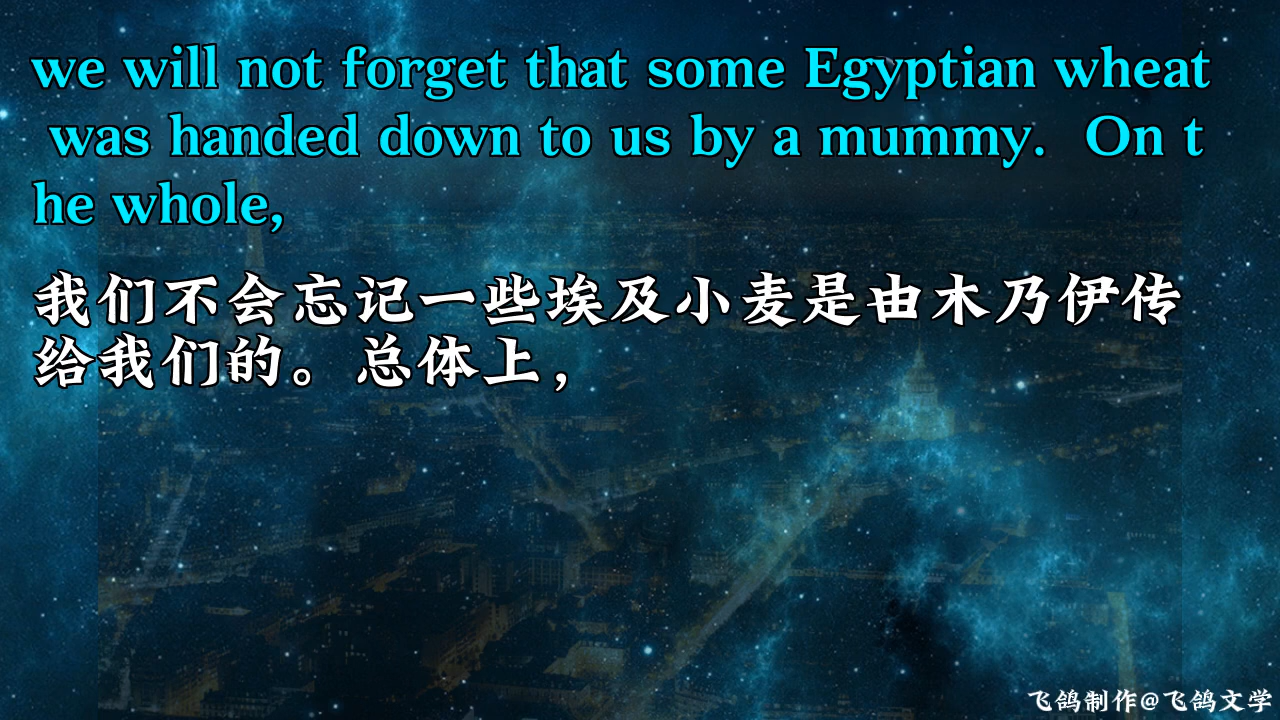 we will not forget that some Egyptian wheat
was handed down to us by a mummy.  On t
he whole,
我们不会忘记一些埃及小麦是由木乃伊传
给我们的。总体上，
飞鸽制作@飞鸽文学